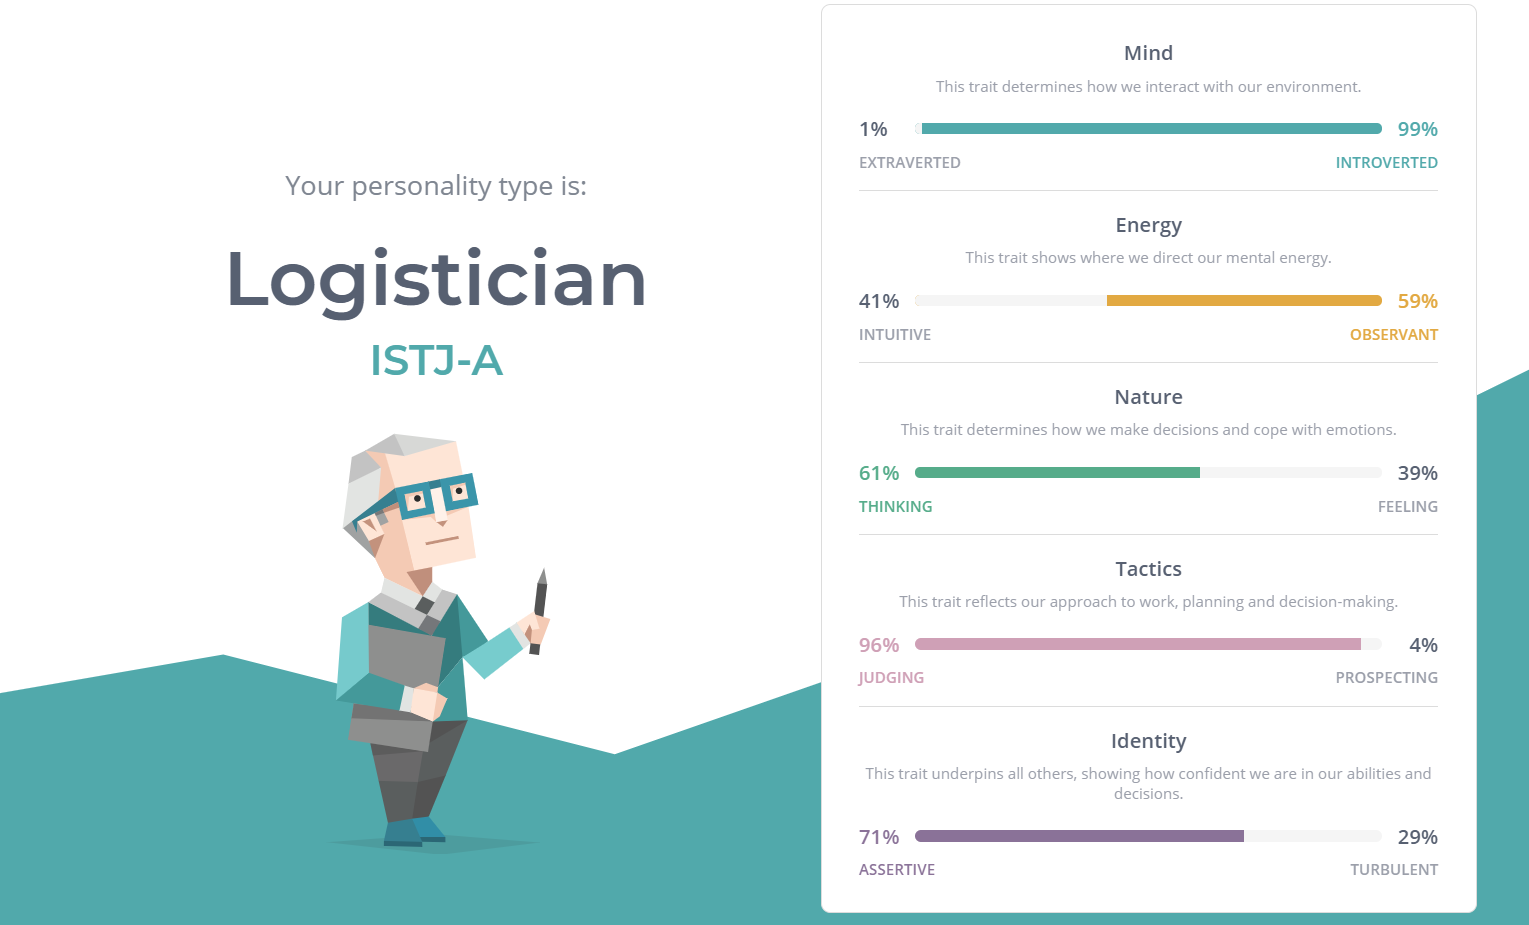 Your personality type is:
Logistician
ISTJ-A
Mind
This trait determines how we interact with our environment.
1% 99%
EXTRAVERTED INTROVERTED
Energy
This trait shows where we direct our mental energy.
41% 59%
INTUITIVE OBSERVANT
Nature
This trait determines how we make decisions and cope with emotions.
61% 39%
THINKING FEELING
Tactics
This trait reflects our approach to work, planning and decision-making.
96% 4%
JUDGING PROSPECTING
Identity
This trait underpins all others, showing how confident we are in our abilities and
decisions.
71% 29%
ASSERTIVE TURBULENT